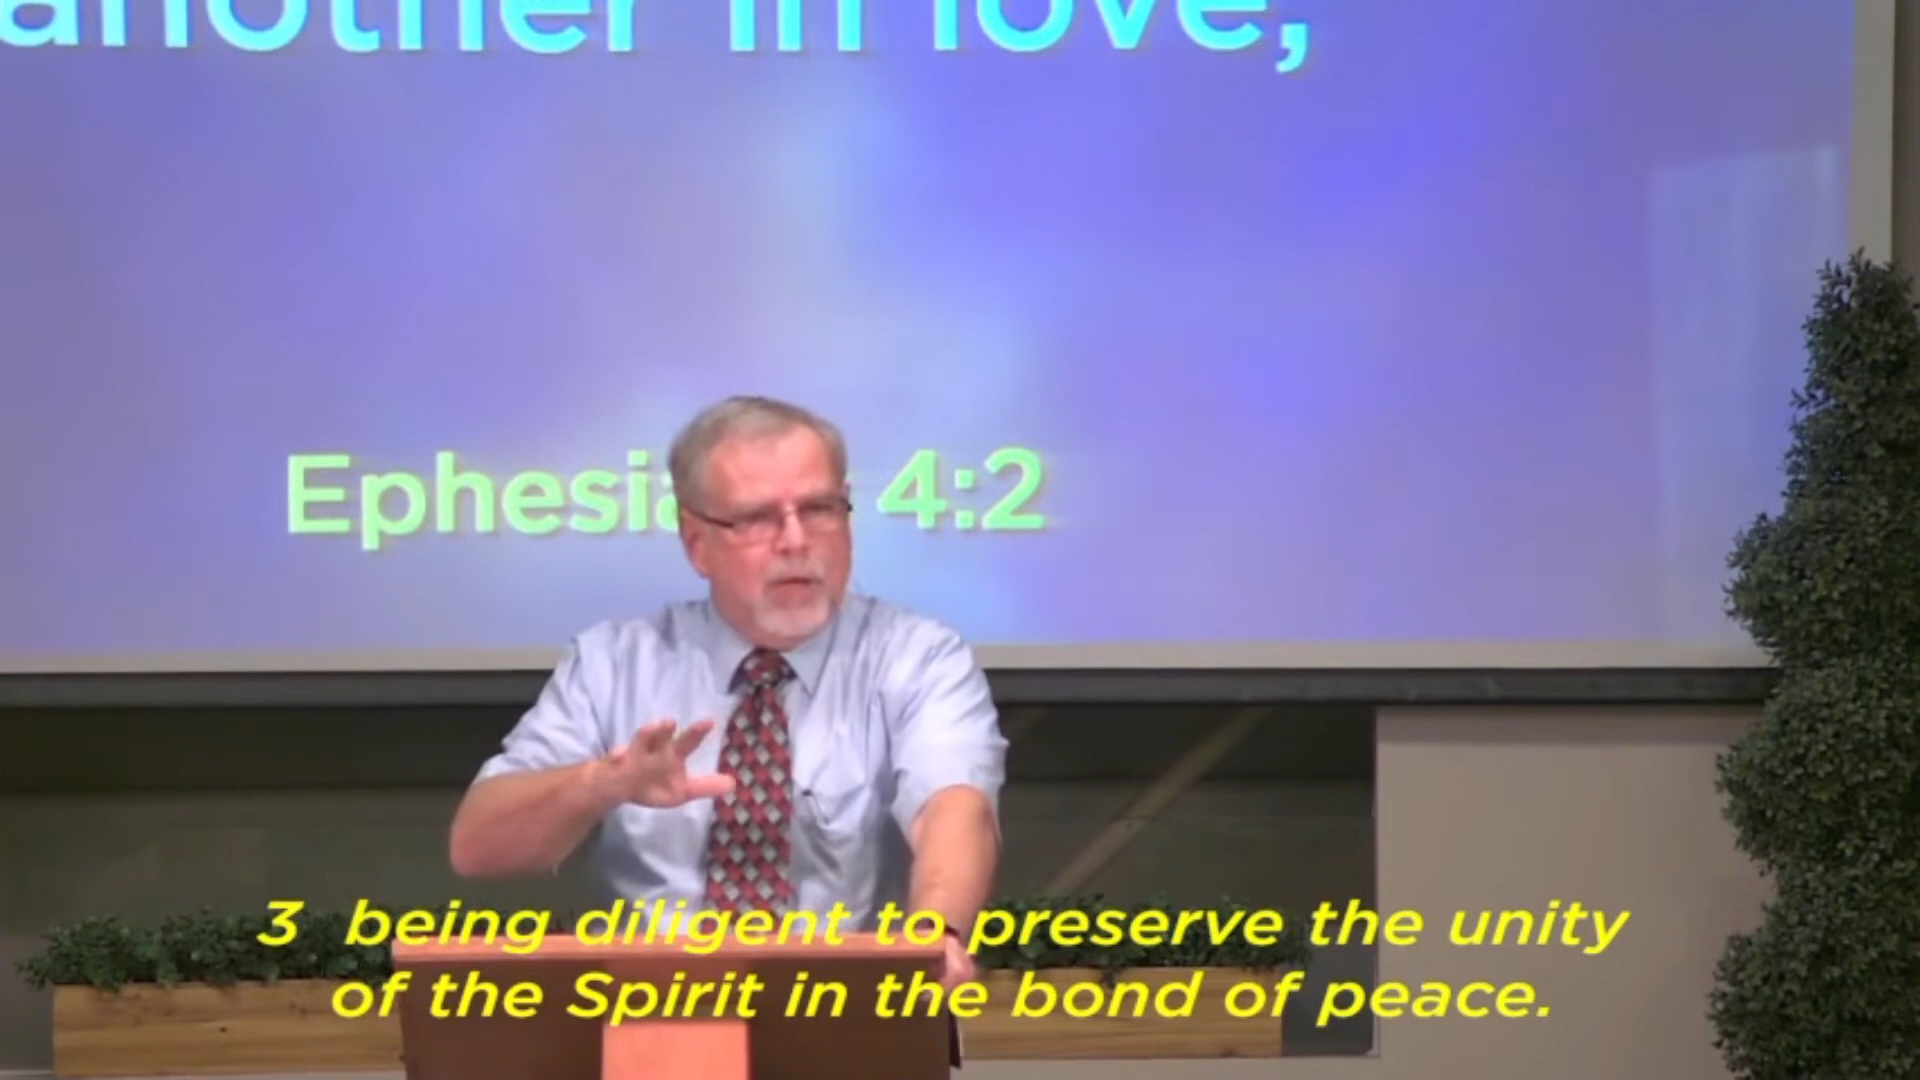 another in love,
Ephesia 4:2
3 being diligent to preserve the unity
of the Spirit in the bond of peace.